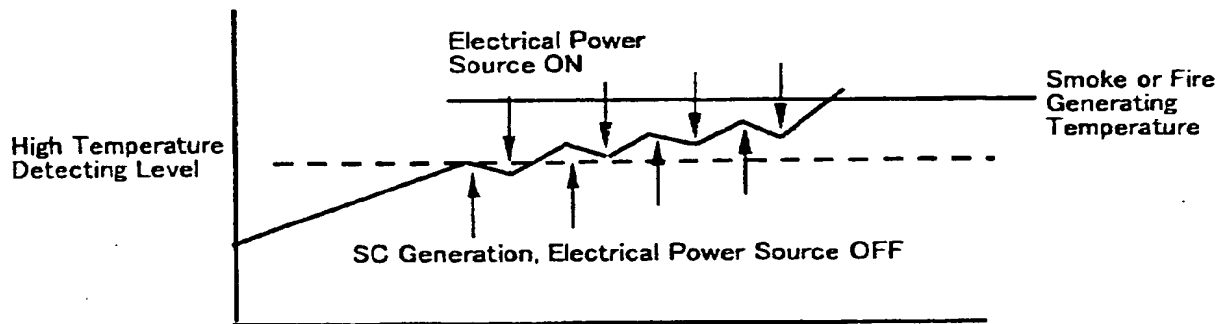 Electrical Power
Source ON
Smoke or Fire
Generating
Temperature
High Temperature
Detecting Level
SC Generation, Electrical Power Source OFF